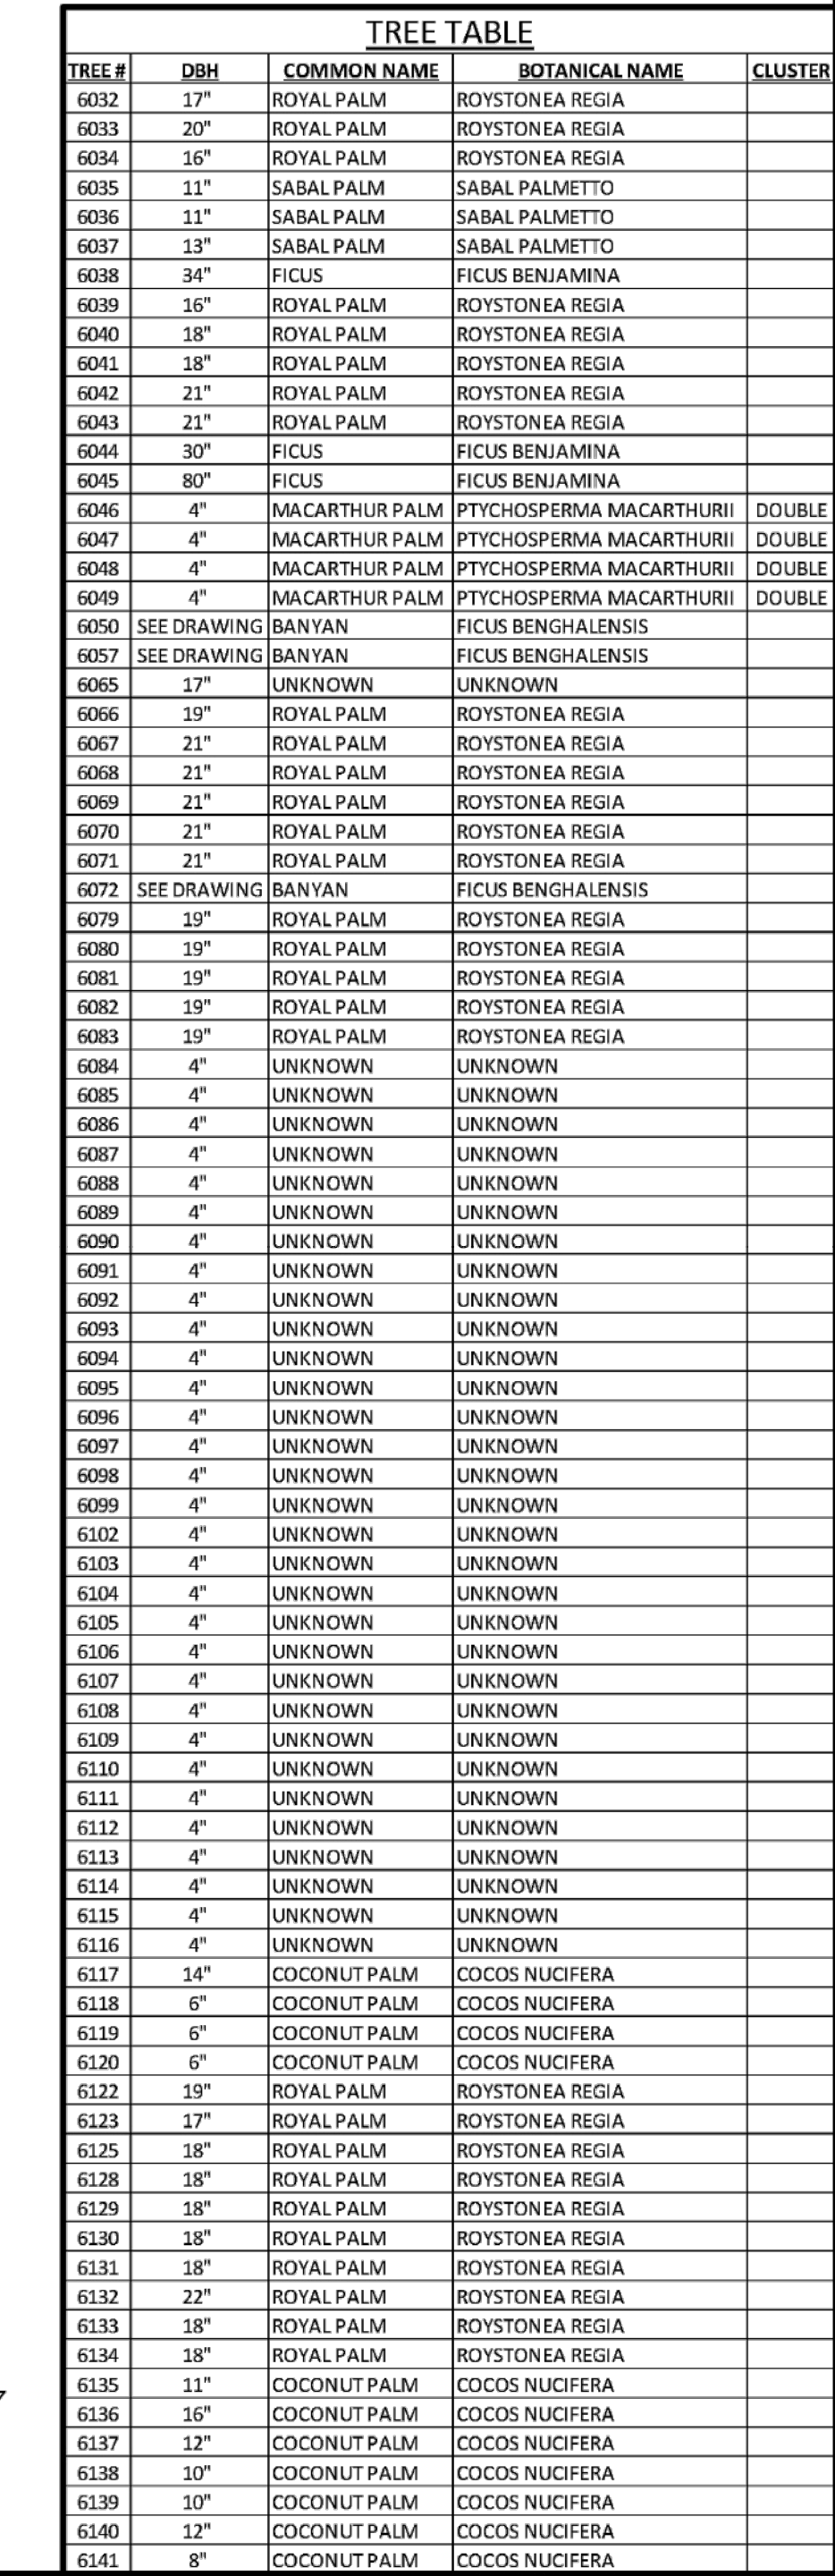 TREE TABLE
TREE # DBH COMMON NAME BOTANICAL NAME CLUSTER
6032 17" ROYAL PALM ROYSTONEA REGIA
6033 20" ROYAL PALM ROYSTONEA REGIA
6034 16" ROYAL PALM ROYSTONEA REGIA
6035 11" SABAL PALM SABAL PALMETTO
6036 11" SABAL PALM SABAL PALMETTO
6037 13" SABAL PALM SABAL PALMETTO
6038 34" FICUS FICUS BENJAMINA
6039 16" ROYAL PALM ROYSTONEA REGIA
6040 18" ROYAL PALM ROYSTONEA REGIA
6041 18" ROYAL PALM ROYSTONEA REGIA
6042 21" ROYAL PALM ROYSTONEA REGIA
6043 21" ROYAL PALM ROYSTONEA REGIA
6044 30" FICUS FICUS BENJAMINA
6045 80" FICUS FICUS BENJAMINA
6046 4" MACARTHUR PALM PTYCHOSPERMA MACARTHURII DOUBLE
6047 4" MACARTHUR PALM PTYCHOSPERMA MACARTHURII DOUBLE
6048 4" MACARTHUR PALM PTYCHOSPERMA MACARTHURII DOUBLE
6049 4" MACARTHUR PALM PTYCHOSPERMA MACARTHURII DOUBLE
6050 SEE DRAWING BANYAN FICUS BENGHALENSIS
6057 SEE DRAWING BANYAN FICUS BENGHALENSIS
6065 17" UNKNOWN UNKNOWN
6066 19" ROYAL PALM ROYSTONEA REGIA
6067 21" ROYAL PALM ROYSTONEA REGIA
6068 21" ROYAL PALM ROYSTONEA REGIA
6069 21" ROYAL PALM ROYSTONEA REGIA
6070 21" ROYAL PALM ROYSTONEA REGIA
6071 21" ROYAL PALM ROYSTONEA REGIA
6072 SEE DRAWING BANYAN FICUS BENGHALENSIS
6079 19" ROYAL PALM ROYSTONEA REGIA
6080 19" ROYAL PALM ROYSTONEA REGIA
6081 19" ROYAL PALM ROYSTONEA REGIA
6082 19" ROYAL PALM ROYSTONEA REGIA
6083 19" ROYAL PALM ROYSTONEA REGIA
6084 4" UNKNOWN UNKNOWN
6085 4" UNKNOWN UNKNOWN
6086 4" UNKNOWN UNKNOWN
6087 4" UNKNOWN UNKNOWN
6088 4" UNKNOWN UNKNOWN
6089 4" UNKNOWN UNKNOWN
6090 4" UNKNOWN UNKNOWN
6091 4" UNKNOWN UNKNOWN
6092 4" UNKNOWN UNKNOWN
6093 4" UNKNOWN UNKNOWN
6094 4" UNKNOWN UNKNOWN
6095 4" UNKNOWN UNKNOWN
6096 4" UNKNOWN UNKNOWN
6097 4" UNKNOWN UNKNOWN
6098 4" UNKNOWN UNKNOWN
6099 4" UNKNOWN UNKNOWN
6102 4" UNKNOWN UNKNOWN
6103 4" UNKNOWN UNKNOWN
6104 4" UNKNOWN UNKNOWN
6105 4" UNKNOWN UNKNOWN
6106 4" UNKNOWN UNKNOWN
6107 4" UNKNOWN UNKNOWN
6108 4" UNKNOWN UNKNOWN
6109 4" UNKNOWN UNKNOWN
6110 4" UNKNOWN UNKNOWN
6111 4" UNKNOWN UNKNOWN
6112 4" UNKNOWN UNKNOWN
6113 4" UNKNOWN UNKNOWN
6114 4" UNKNOWN UNKNOWN
6115 4" UNKNOWN UNKNOWN
6116 4" UNKNOWN UNKNOWN
6117 14" COCONUT PALM COCOS NUCIFERA
6118 6" COCONUT PALM COCOS NUCIFERA
6119 6" COCONUT PALM COCOS NUCIFERA
6120 6" COCONUT PALM COCOS NUCIFERA
6122 19" ROYAL PALM ROYSTONEA REGIA
6123 17" ROYAL PALM ROYSTONEA REGIA
6125 18" ROYAL PALM ROYSTONEA REGIA
6128 18" ROYAL PALM ROYSTONEA REGIA
6129 18" ROYAL PALM ROYSTONEA REGIA
6130 18" ROYAL PALM ROYSTONEA REGIA
6131 18" ROYAL PALM ROYSTONEA REGIA
6132 22" ROYAL PALM ROYSTONEA REGIA
6133 18" ROYAL PALM ROYSTONEA REGIA
6134 18" ROYAL PALM ROYSTONEA REGIA
6135 11" COCONUT PALM COCOS NUCIFERA
6136 16" COCONUT PALM COCOS NUCIFERA
6137 12" COCONUT PALM COCOS NUCIFERA
6138 10" COCONUT PALM COCOS NUCIFERA
6139 10" COCONUT PALM COCOS NUCIFERA
6140 12" COCONUT PALM COCOS NUCIFERA
6141 8" COCONUT PALM COCOS NUCIFERA